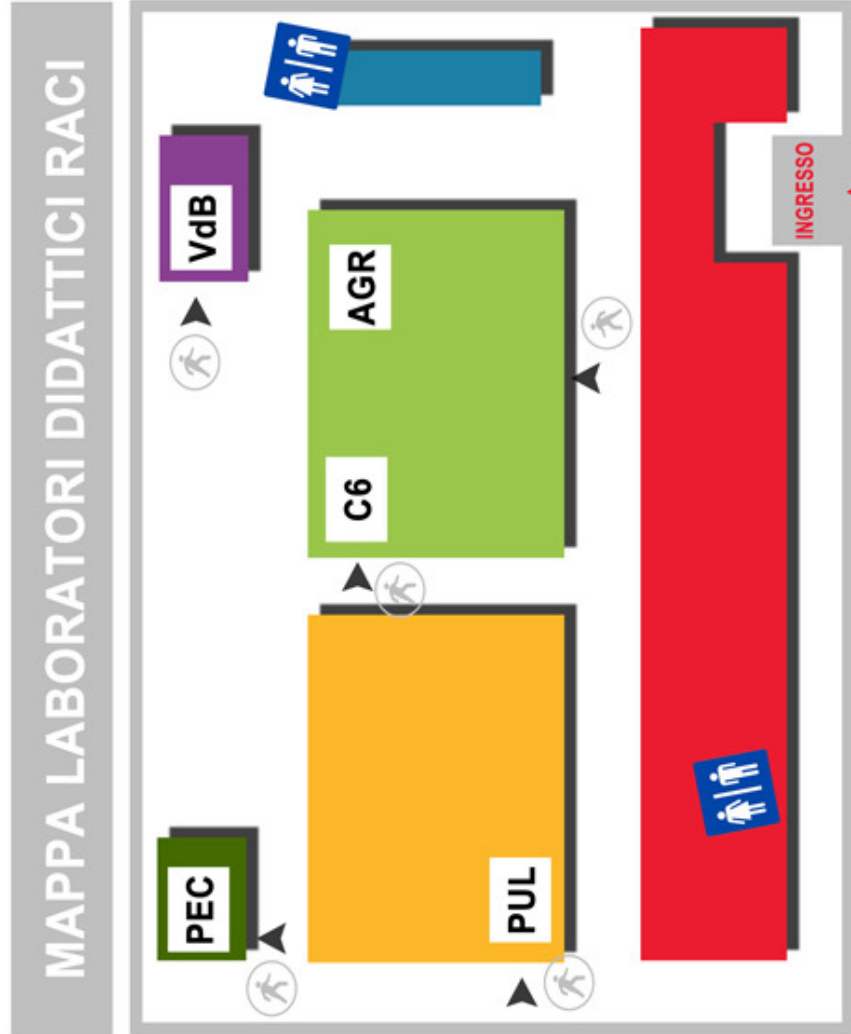 MAPPA LABORATORI DIDATTICI RACI
PEC
VdB
C6
AGR
PUL
INGRESSO